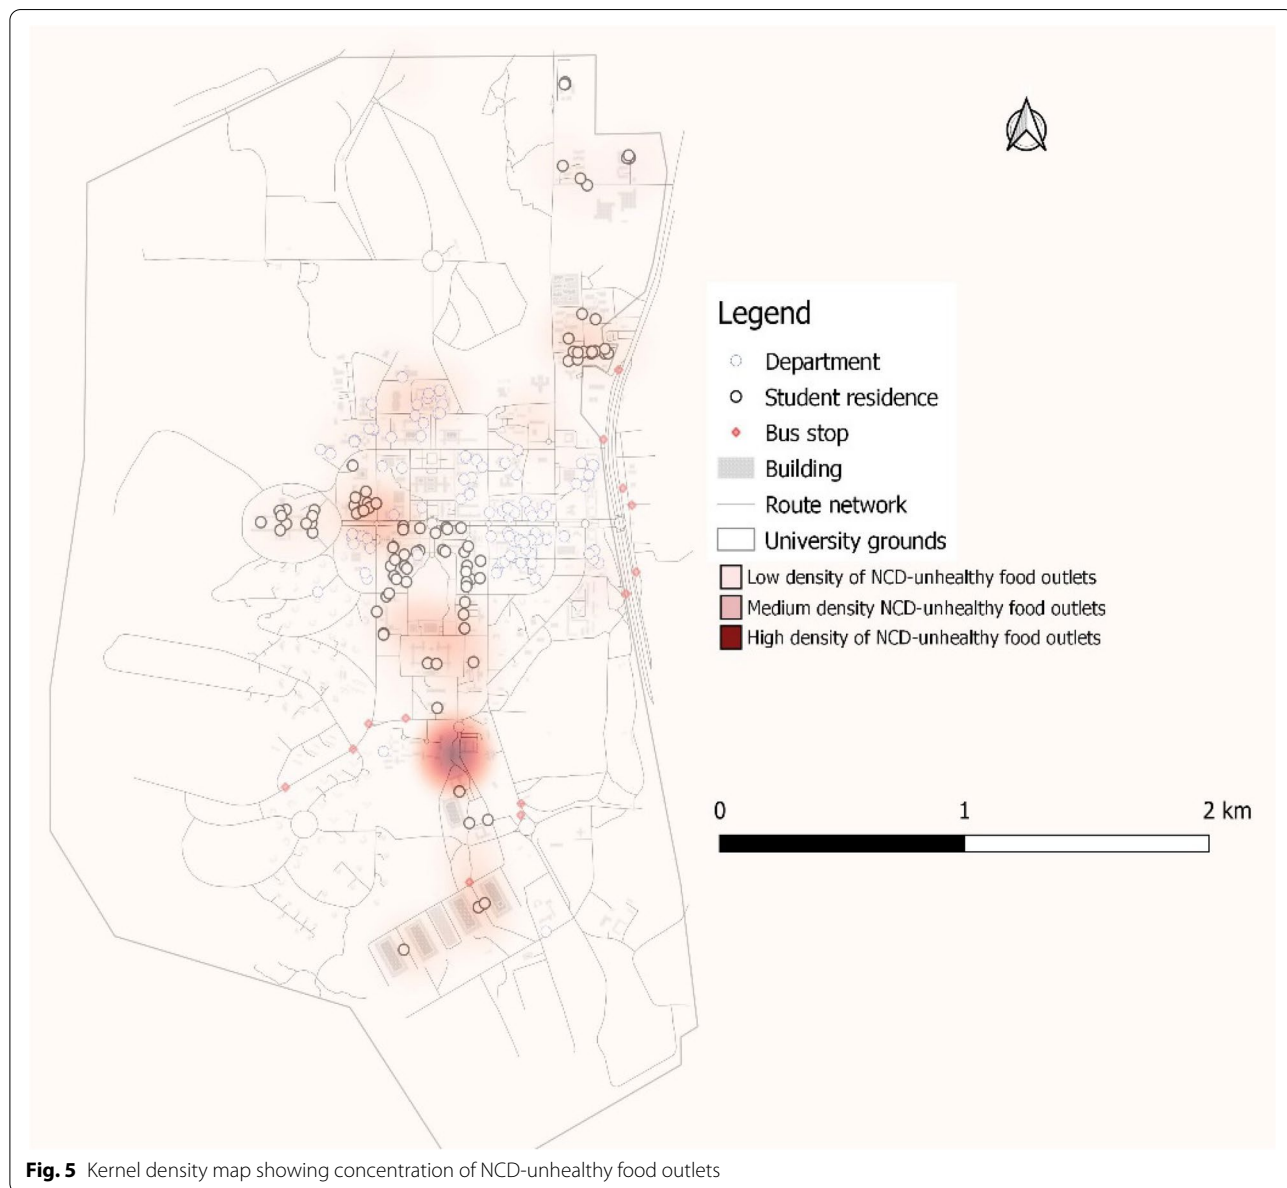 Legend
Department
Student residence
Bus stop
Building
Route network
University grounds
Low density of NCD-unhealthy food outlets
Medium density NCD-unhealthy food outlets
High density of NCD-unhealthy food outlets
0 1 2 km
Fig. 5 Kernel density map showing concentration of NCD-unhealthy food outlets